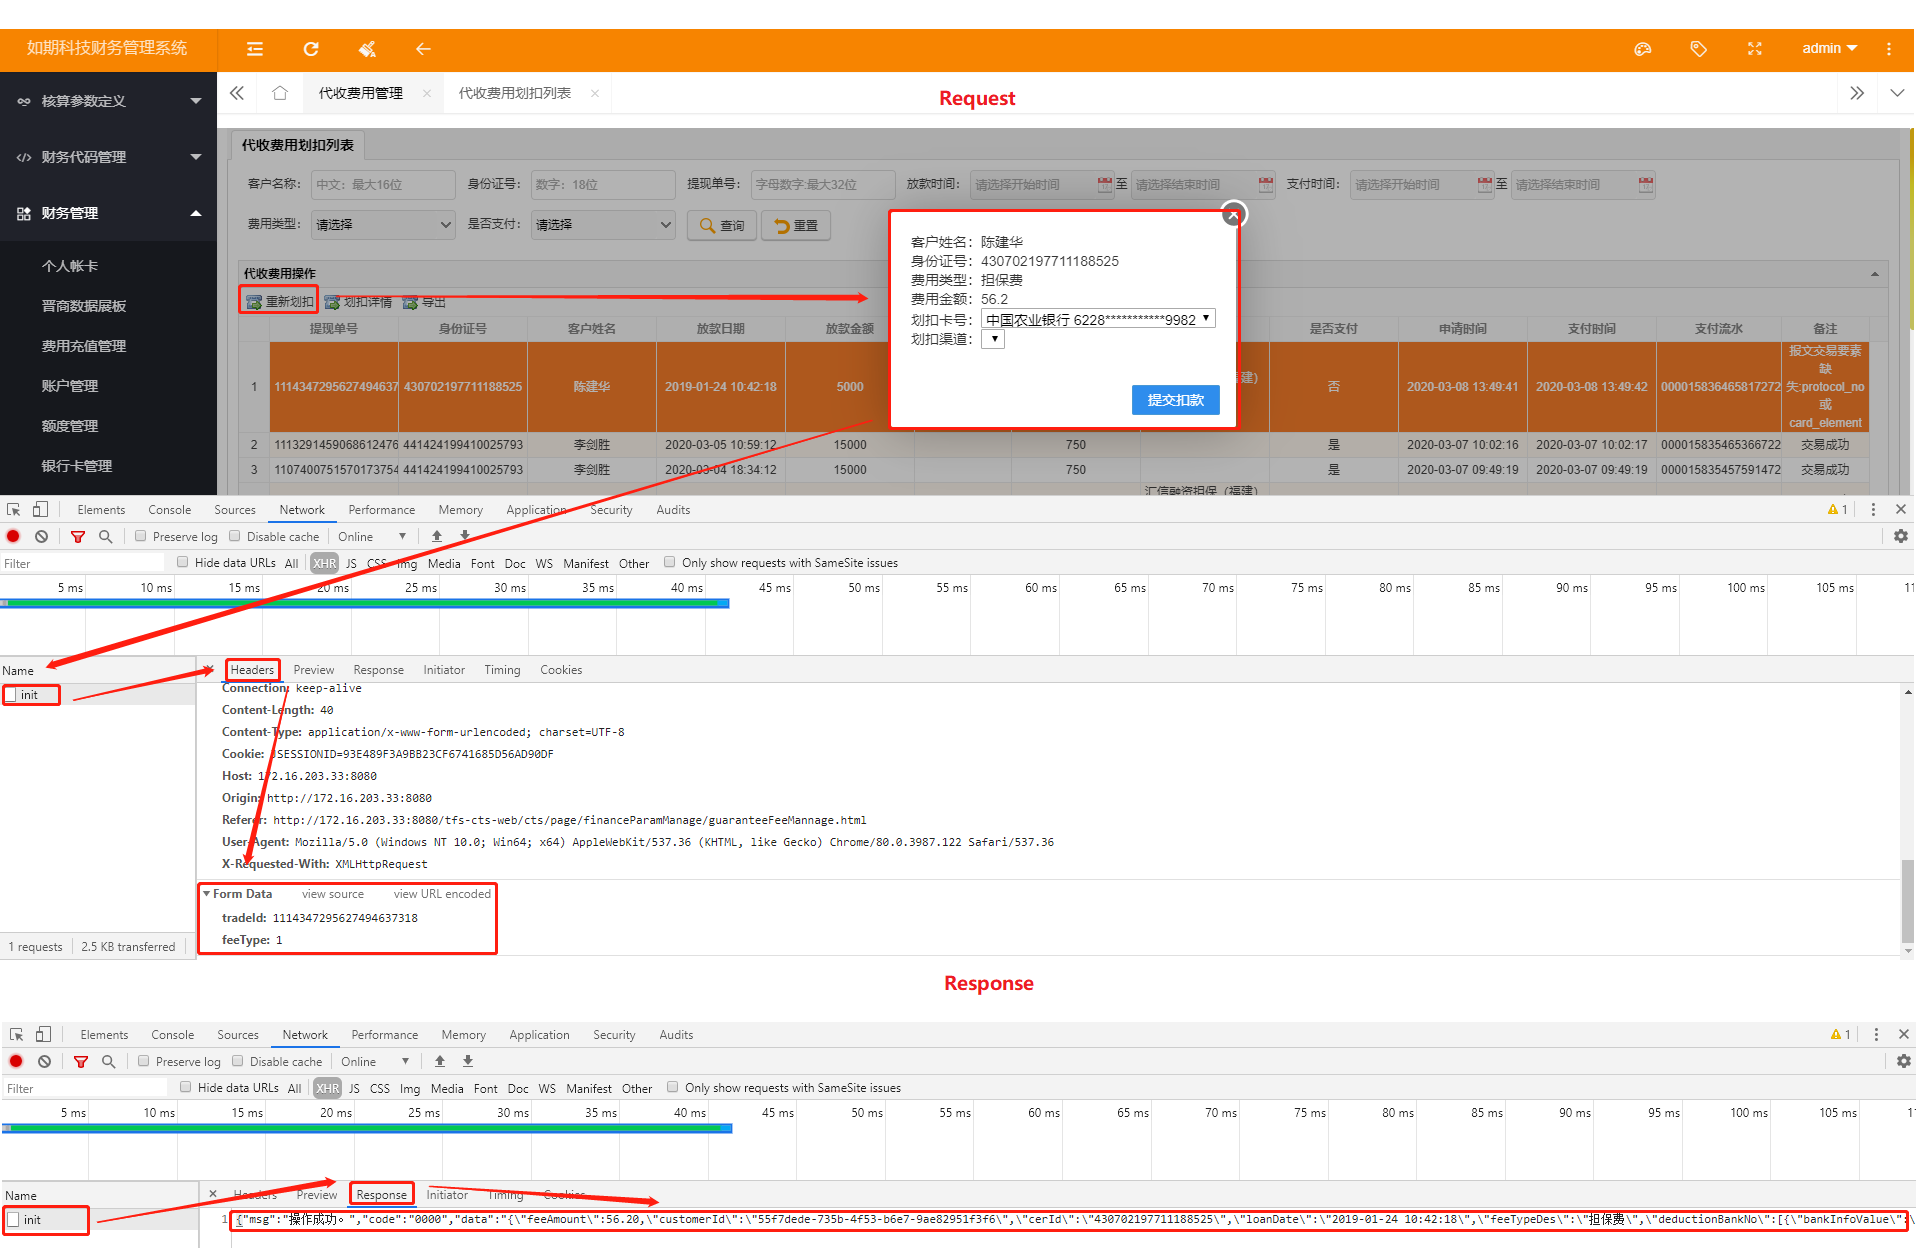 如期科技财务管理系统
admin
核算参数定义
财务代码管理
财务管理
个人帐卡
晋商数据展板
费用充值管理
账户管理
额度管理
银行卡管理
代收费用管理 × 代收费用划扣列表 ×
Request
代收费用划扣列表
客户名称： 中文：最大16位 身份证号： 数字：18位 提现单号： 字母数字:最大32位 放款时间： 请选择开始时间 至 请选择结束时间 支付时间： 请选择开始时间 至 请选择结束时间
费用类型： 请选择 是否支付： 请选择 查询 重置
代收费用操作
重新划扣 划扣详情 导出
提现单号 身份证号 客户姓名 放款日期 放款金额 是否支付 申请时间 支付时间 支付流水 备注
1 1114347295627494637 430702197711188525 陈建华 2019-01-24 10:42:18 5000 建） 否 2020-03-08 13:49:41 2020-03-08 13:49:42 000015836465817272 报文交易要素缺失:protocol_no或card_element
2 1113291459068612476 441424199410025793 李剑胜 2020-03-05 10:59:12 15000 750 是 2020-03-07 10:02:16 2020-03-07 10:02:17 000015835465366722 交易成功
3 1107400751570173754 441424199410025793 李剑胜 2020-03-04 18:34:12 15000 750 是 2020-03-07 09:49:19 2020-03-07 09:49:19 000015835457591472 交易成功
汇信融资担保（福建）
客户姓名：陈建华
身份证号：430702197711188525
费用类型：担保费
费用金额：56.2
划扣卡号：中国农业银行 6228***********9982
划扣渠道：
提交扣款
Elements Console Sources Network Performance Memory Application Security Audits 1
Preserve log Disable cache Online
Filter Hide data URLs All XHR JS CSS Img Media Font Doc WS Manifest Other Only show requests with SameSite issues
5 ms 10 ms 15 ms 20 ms 25 ms 30 ms 35 ms 40 ms 45 ms 50 ms 55 ms 60 ms 65 ms 70 ms 75 ms 80 ms 85 ms 90 ms 95 ms 100 ms 105 ms 11
Name × Headers Preview Response Initiator Timing Cookies
init
Connection: keep-alive
Content-Length: 40
Content-Type: application/x-www-form-urlencoded; charset=UTF-8
Cookie: JSESSIONID=93E489F3A9BB23CF6741685D56AD90DF
Host: 172.16.203.33:8080
Origin: http://172.16.203.33:8080
Referer: http://172.16.203.33:8080/tfs-cts-web/cts/page/financeParamManage/guaranteeFeeMannage.html
User-Agent: Mozilla/5.0 (Windows NT 10.0; Win64; x64) AppleWebKit/537.36 (KHTML, like Gecko) Chrome/80.0.3987.122 Safari/537.36
X-Requested-With: XMLHttpRequest
Form Data view source view URL encoded
tradeId: 1114347295627494637318
feeType: 1
1 requests 2.5 KB transferred
Response
Elements Console Sources Network Performance Memory Application Security Audits 1
Preserve log Disable cache Online
Filter Hide data URLs All XHR JS CSS Img Media Font Doc WS Manifest Other Only show requests with SameSite issues
5 ms 10 ms 15 ms 20 ms 25 ms 30 ms 35 ms 40 ms 45 ms 50 ms 55 ms 60 ms 65 ms 70 ms 75 ms 80 ms 85 ms 90 ms 95 ms 100 ms 105 ms 1
Name × Headers Preview Response Initiator Timing Cookies
init
1 {"msg":"操作成功。","code":"0000","data":"{\"feeAmount\":56.20,\"customerId\":\"55f7dede-735b-4f53-b6e7-9ae82951f3f6\",\"cerId\":\"430702197711188525\",\"loanDate\":\"2019-01-24 10:42:18\",\"feeTypeDes\":\"担保费\",\"deductionBankNo\":[{\"bankInfoValue\":\